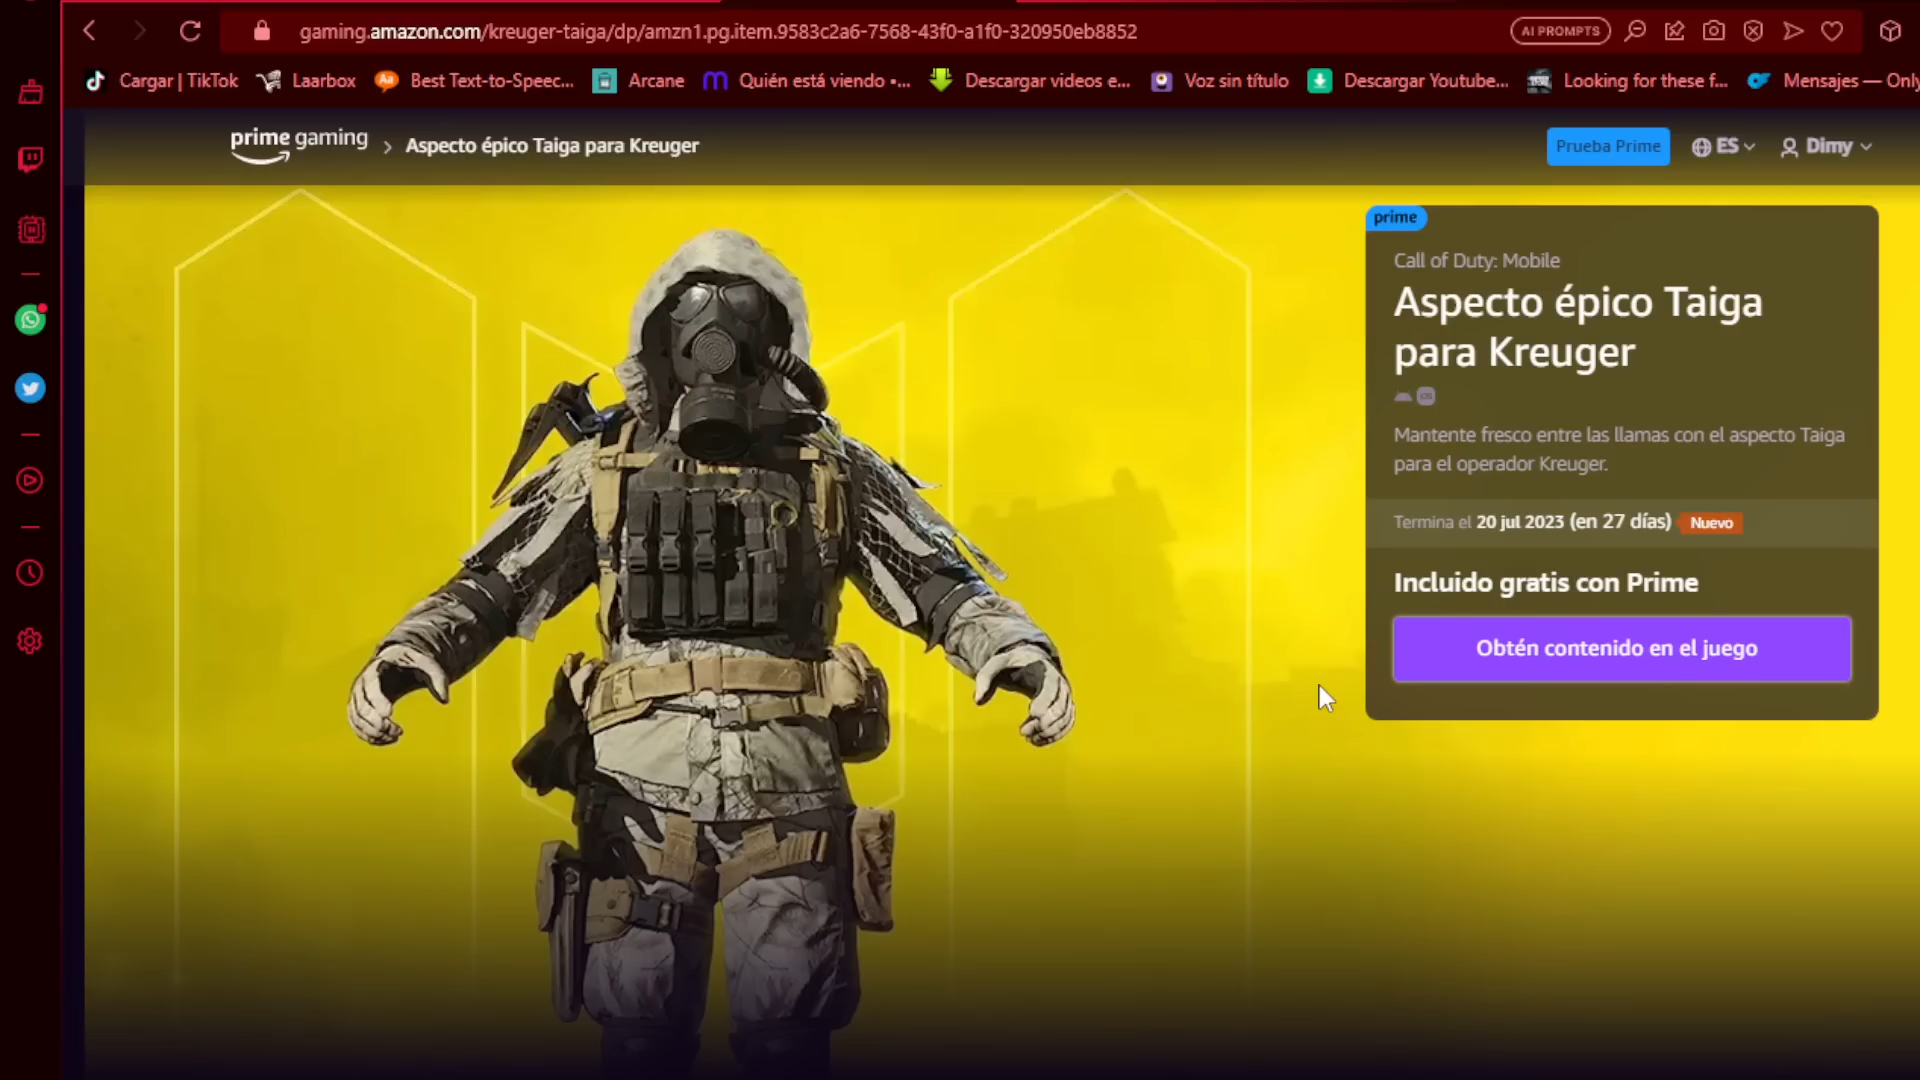 gaming.amazon.com/kreuger-taiga/dp/amzn1.pg.item.9583c2a6-7568-43f0-a1f0-320950eb8852
AI PROMPTS
Cargar | TikTok
Laarbox
Aa
Best Text-to-Speec...
Arcane
Quién está viendo •...
Descargar videos e...
Voz sin título
Descargar Youtube...
Looking for these f...
Mensajes — Only
prime gaming
Aspecto épico Taiga para Kreuger
Prueba Prime
ES
Dimy
prime
Call of Duty: Mobile
Aspecto épico Taiga
para Kreuger
Mantente fresco entre las llamas con el aspecto Taiga
para el operador Kreuger.
Termina el 20 jul 2023 (en 27 días) Nuevo
Incluido gratis con Prime
Obtén contenido en el juego